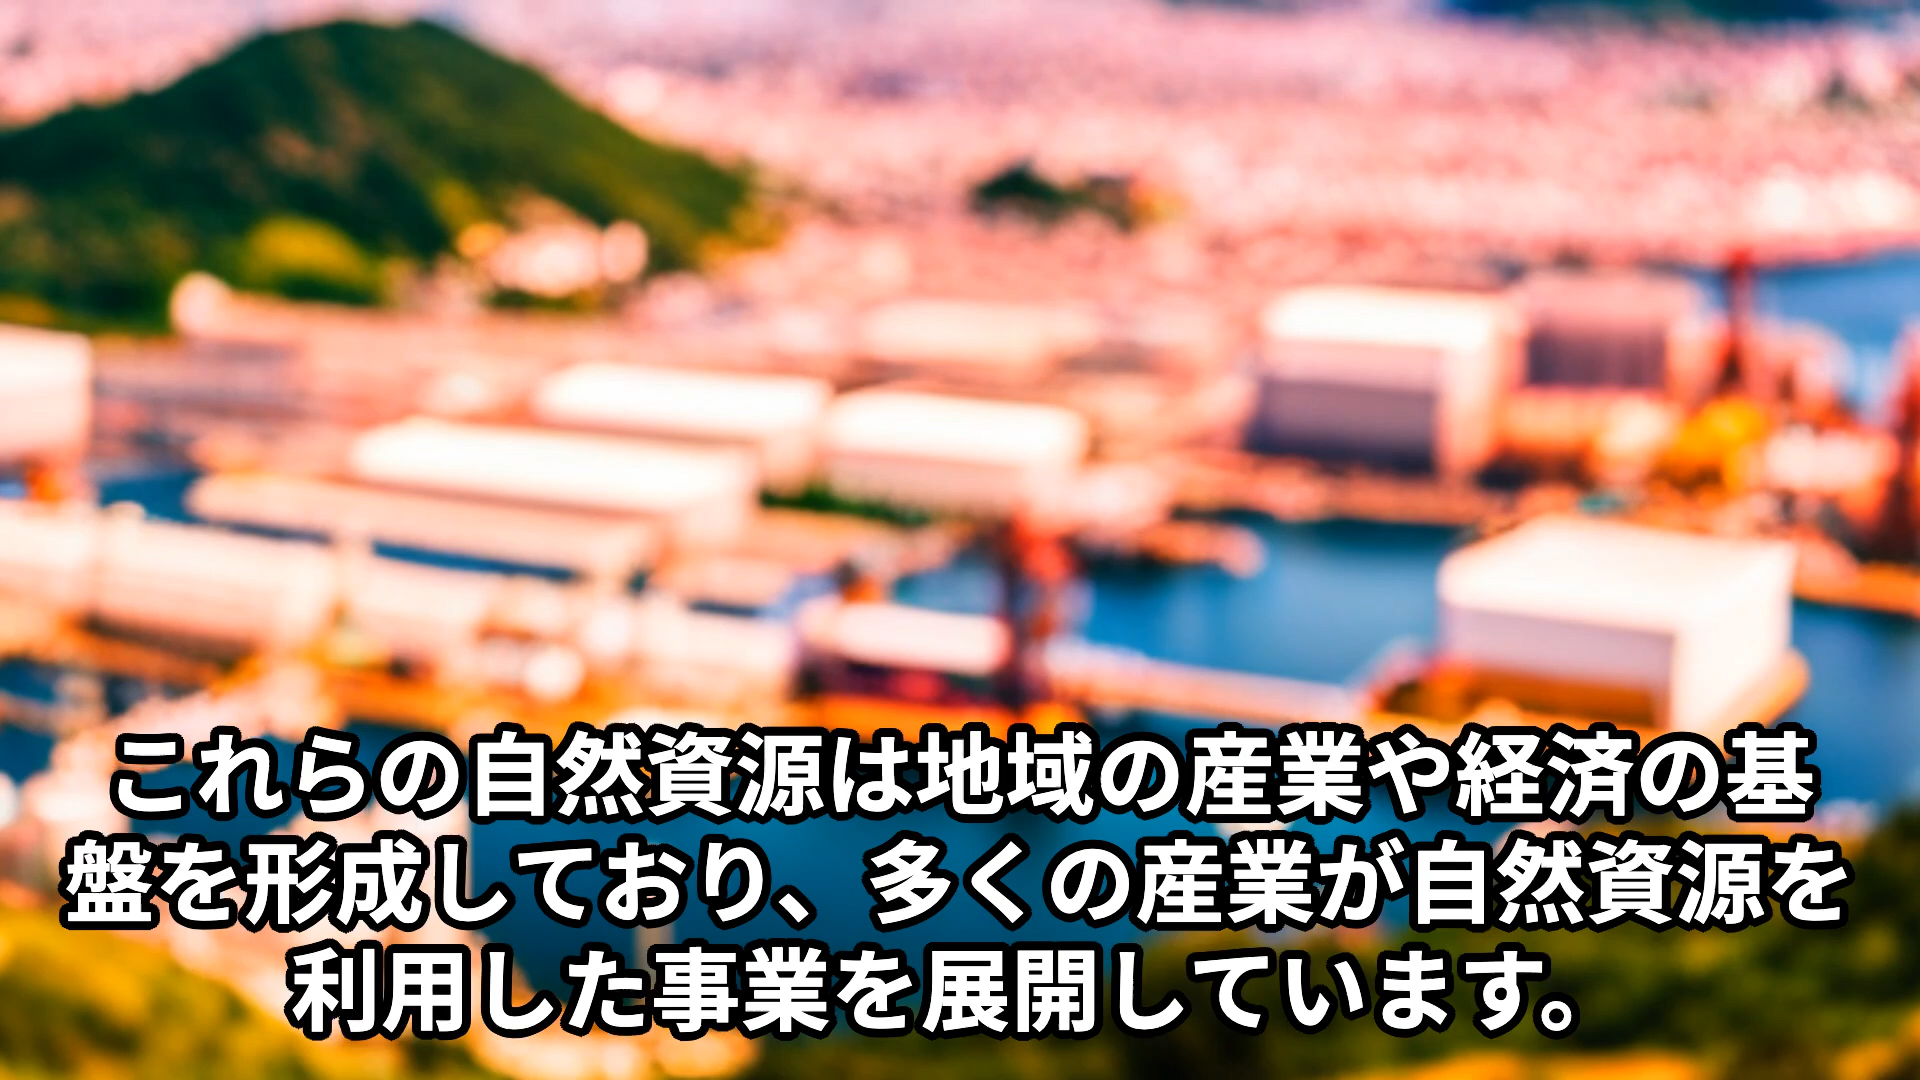 これらの自然資源は地域の産業や経済の基
盤を形成しており、多くの産業が自然資源を
利用した事業を展開しています。